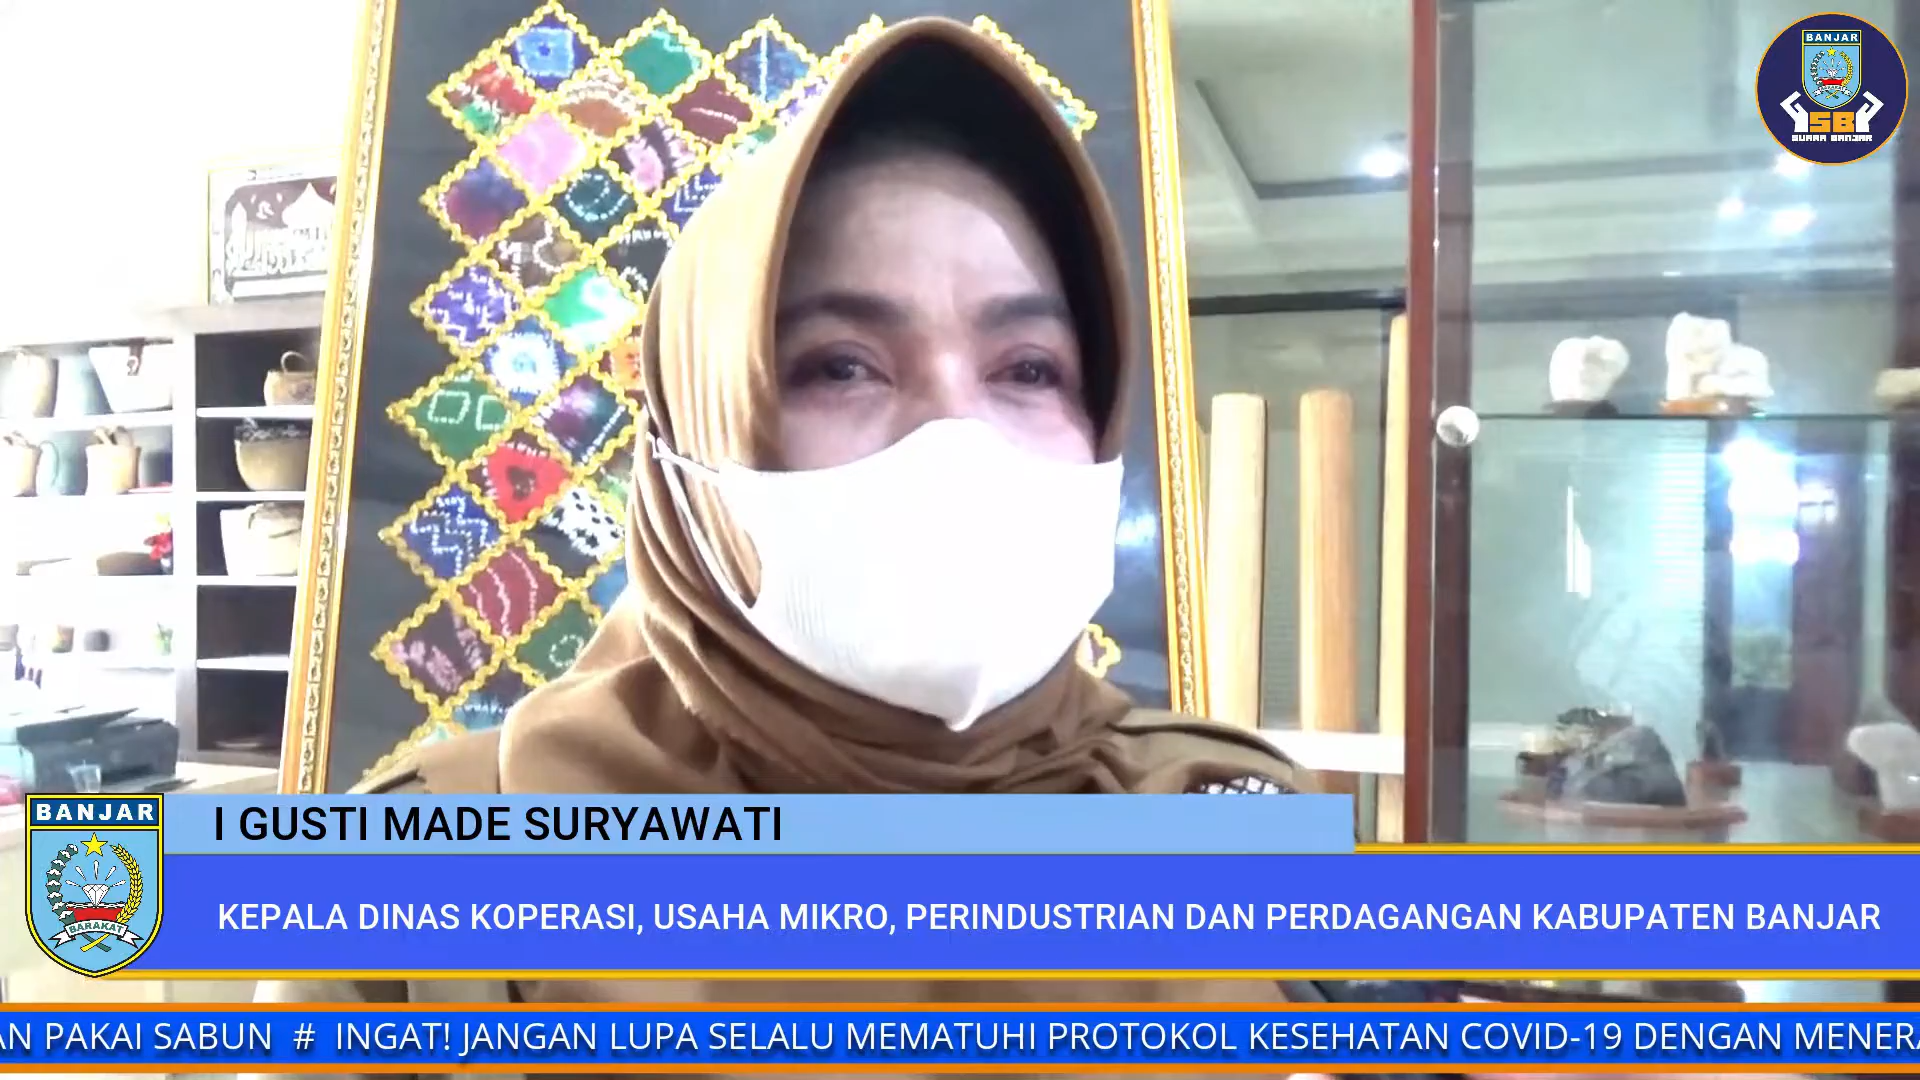 BANJAR
SB
SUARA BANJAR
BANJAR
BARAKAT
I GUSTI MADE SURYAWATI
KEPALA DINAS KOPERASI, USAHA MIKRO, PERINDUSTRIAN DAN PERDAGANGAN KABUPATEN BANJAR
AN PAKAI SABUN # INGAT! JANGAN LUPA SELALU MEMATUHI PROTOKOL KESEHATAN COVID-19 DENGAN MENERA